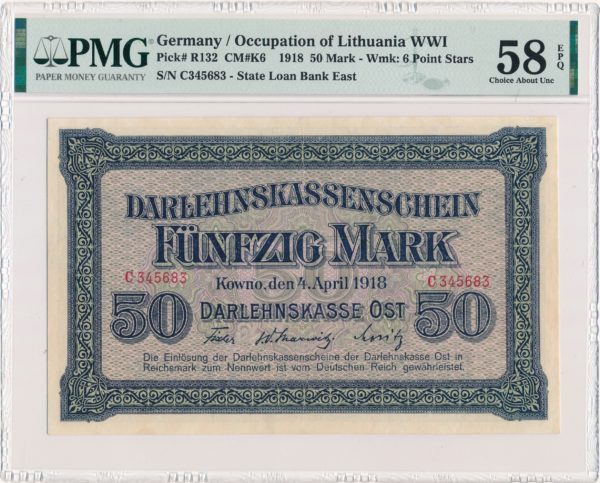 PMG
PAPER MONEY GUARANTY
Germany / Occupation of Lithuania WWI
Pick# R132 CM#K6 1918 50 Mark - Wmk: 6 Point Stars
S/N C345683 - State Loan Bank East
58 EPQ
Choice About Unc
DARLEHNSKASSENSCHEIN
FÜNFZIG MARK
C 345683 C 345683
Kowno, den 4. April 1918
50 DARLEHNSKASSE OST 50
Die Einlösung der Darlehnskassenscheine der Darlehnskasse Ost in
Reichsmark zum Nennwert ist vom Deutschen Reich gewährleistet.